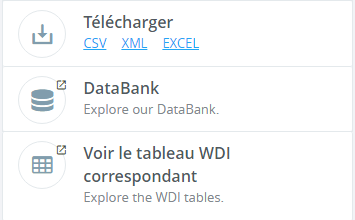 Télécharger
CSV XML EXCEL
DataBank
Explore our DataBank.
Voir le tableau WDI
correspondant
Explore the WDI tables.